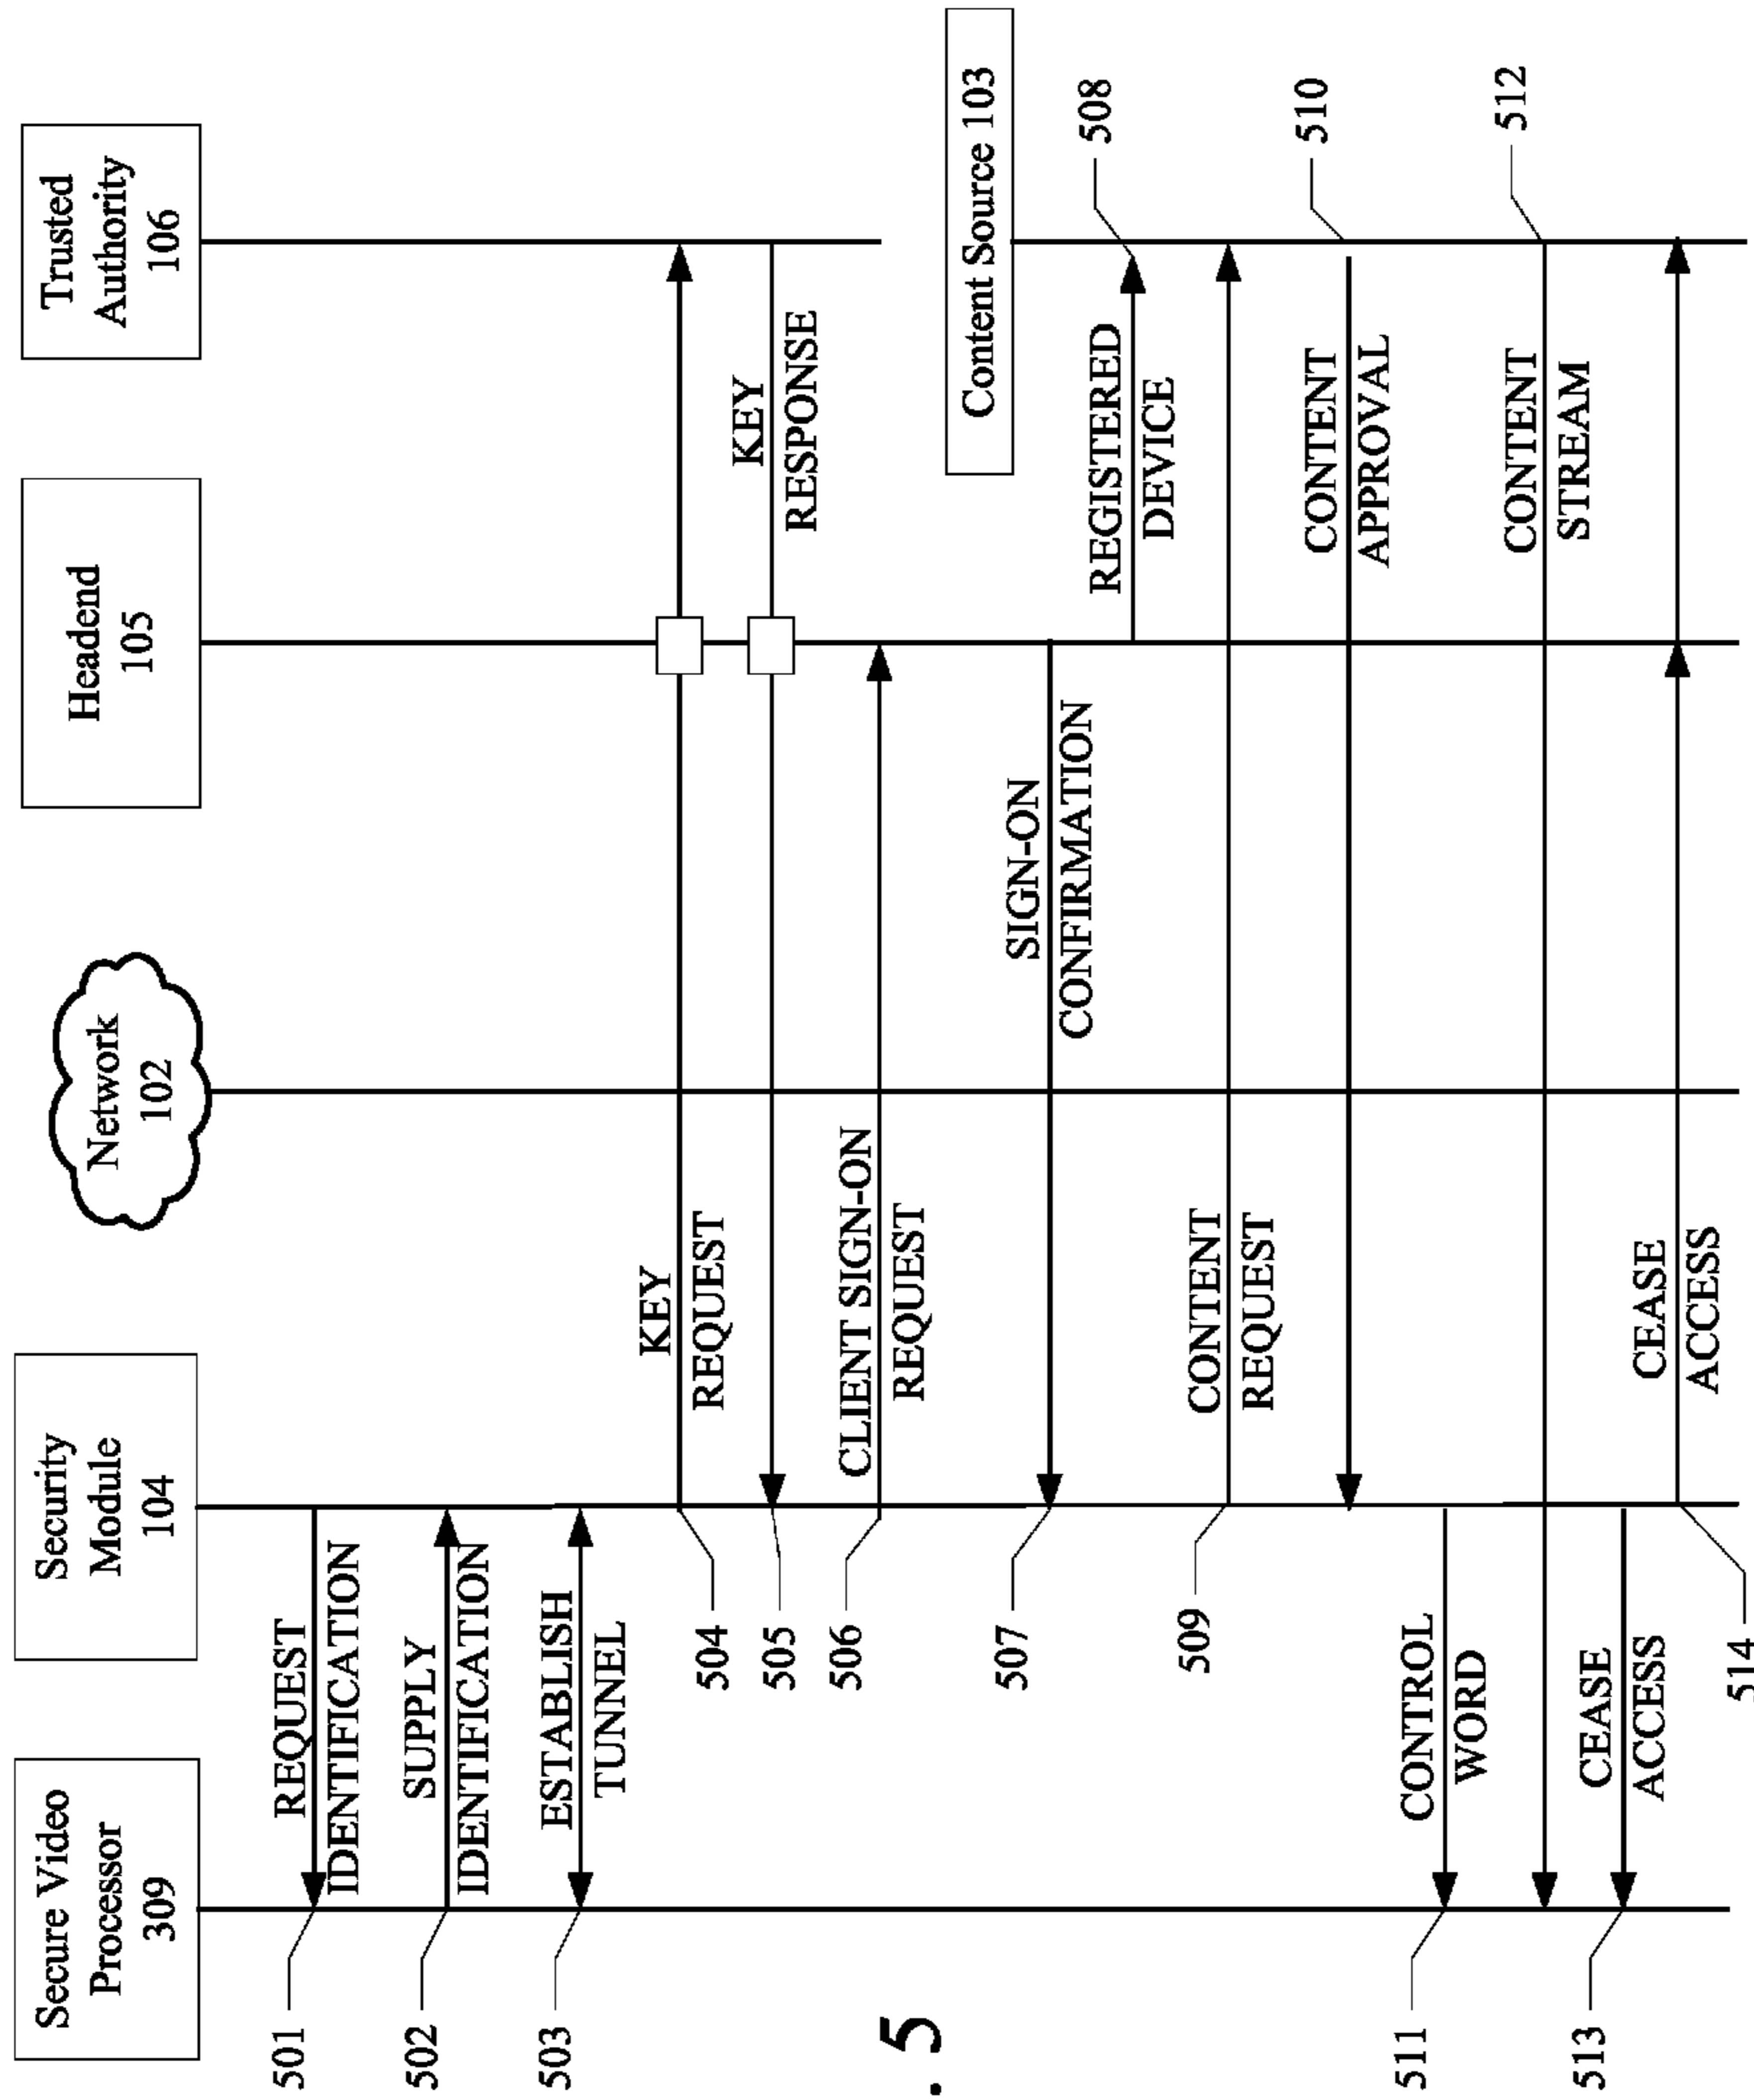 Secure Video
Processor
309
Security
Module
104
Network
102
Headend
105
Trusted
Authority
106
501
REQUEST
IDENTIFICATION
502
SUPPLY
IDENTIFICATION
503
ESTABLISH
TUNNEL
504
KEY
REQUEST
505
KEY
RESPONSE
506
CLIENT SIGN-ON
REQUEST
Content Source 103
507
SIGN-ON
CONFIRMATION
508
REGISTERED
DEVICE
509
CONTENT
REQUEST
510
CONTENT
APPROVAL
511
CONTROL
WORD
512
CONTENT
STREAM
513
CEASE
ACCESS
514
CEASE
ACCESS
. 5